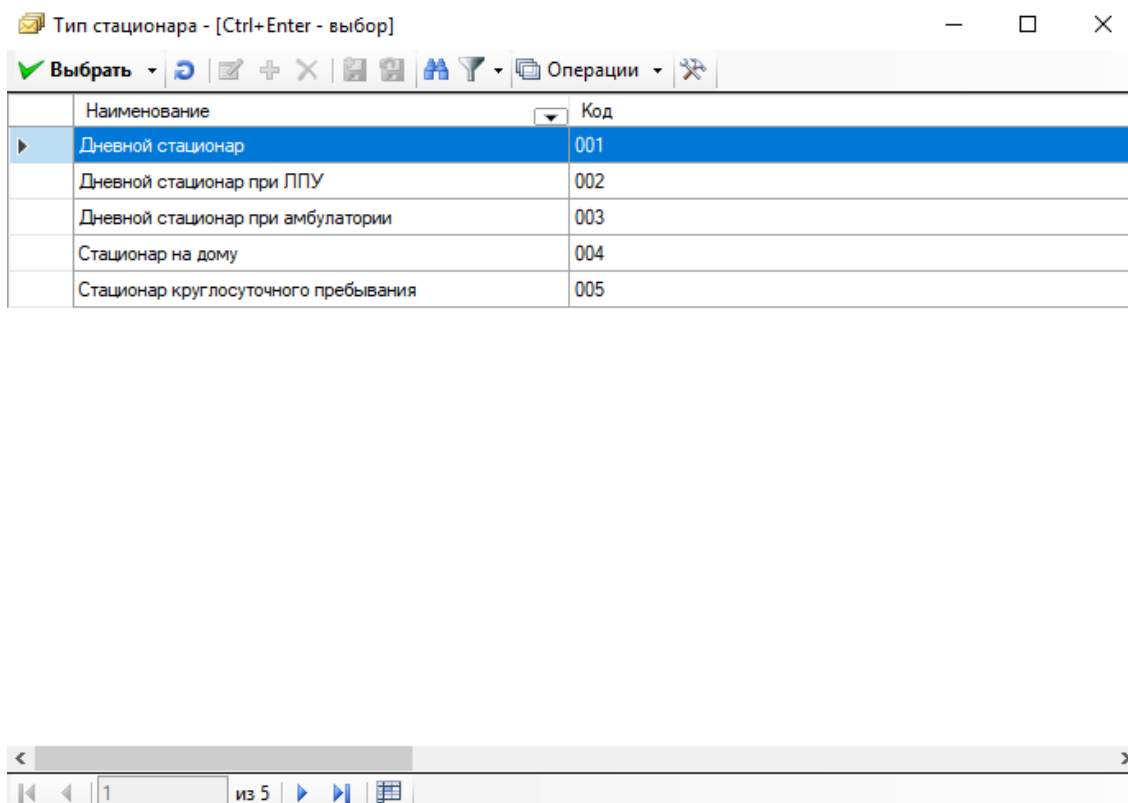 Тип стационара - [Ctrl+Enter - выбор]
Выбрать Операции
Наименование Код
Дневной стационар 001
Дневной стационар при ЛПУ 002
Дневной стационар при амбулатории 003
Стационар на дому 004
Стационар круглосуточного пребывания 005
1 из 5